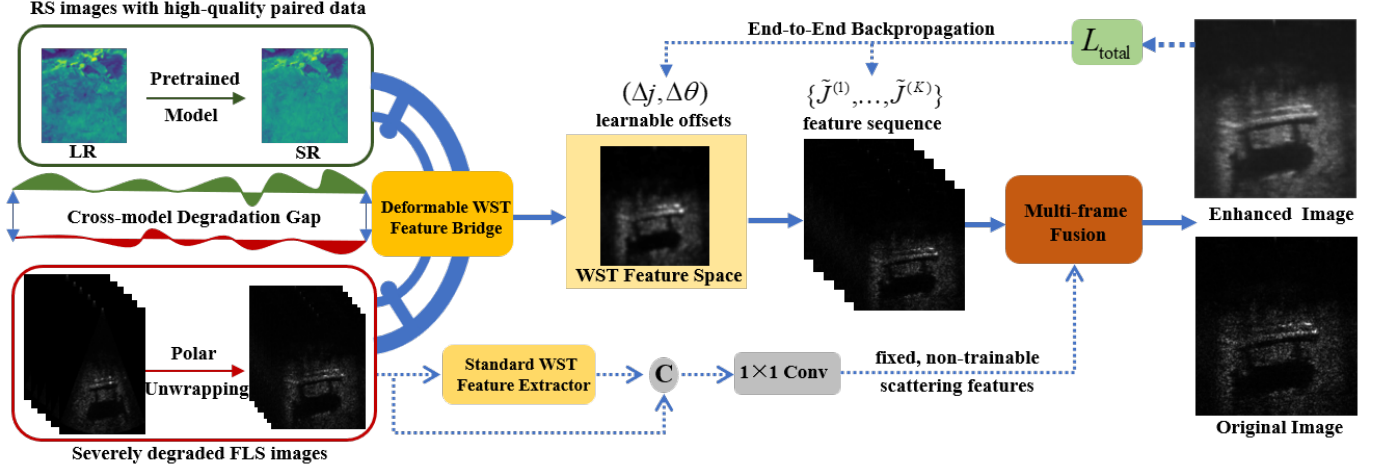 RS images with high-quality paired data
Pretrained
Model
LR
SR
Cross-model Degradation Gap
Polar
Unwrapping
Severely degraded FLS images
Deformable WST
Feature Bridge
End-to-End Backpropagation
L_total
(Δj, Δθ)
learnable offsets
{J̃^(1),…,J̃^(K)}
feature sequence
WST Feature Space
Multi-frame
Fusion
Standard WST
Feature Extractor
C
1×1 Conv
fixed, non-trainable
scattering features
Enhanced Image
Original Image